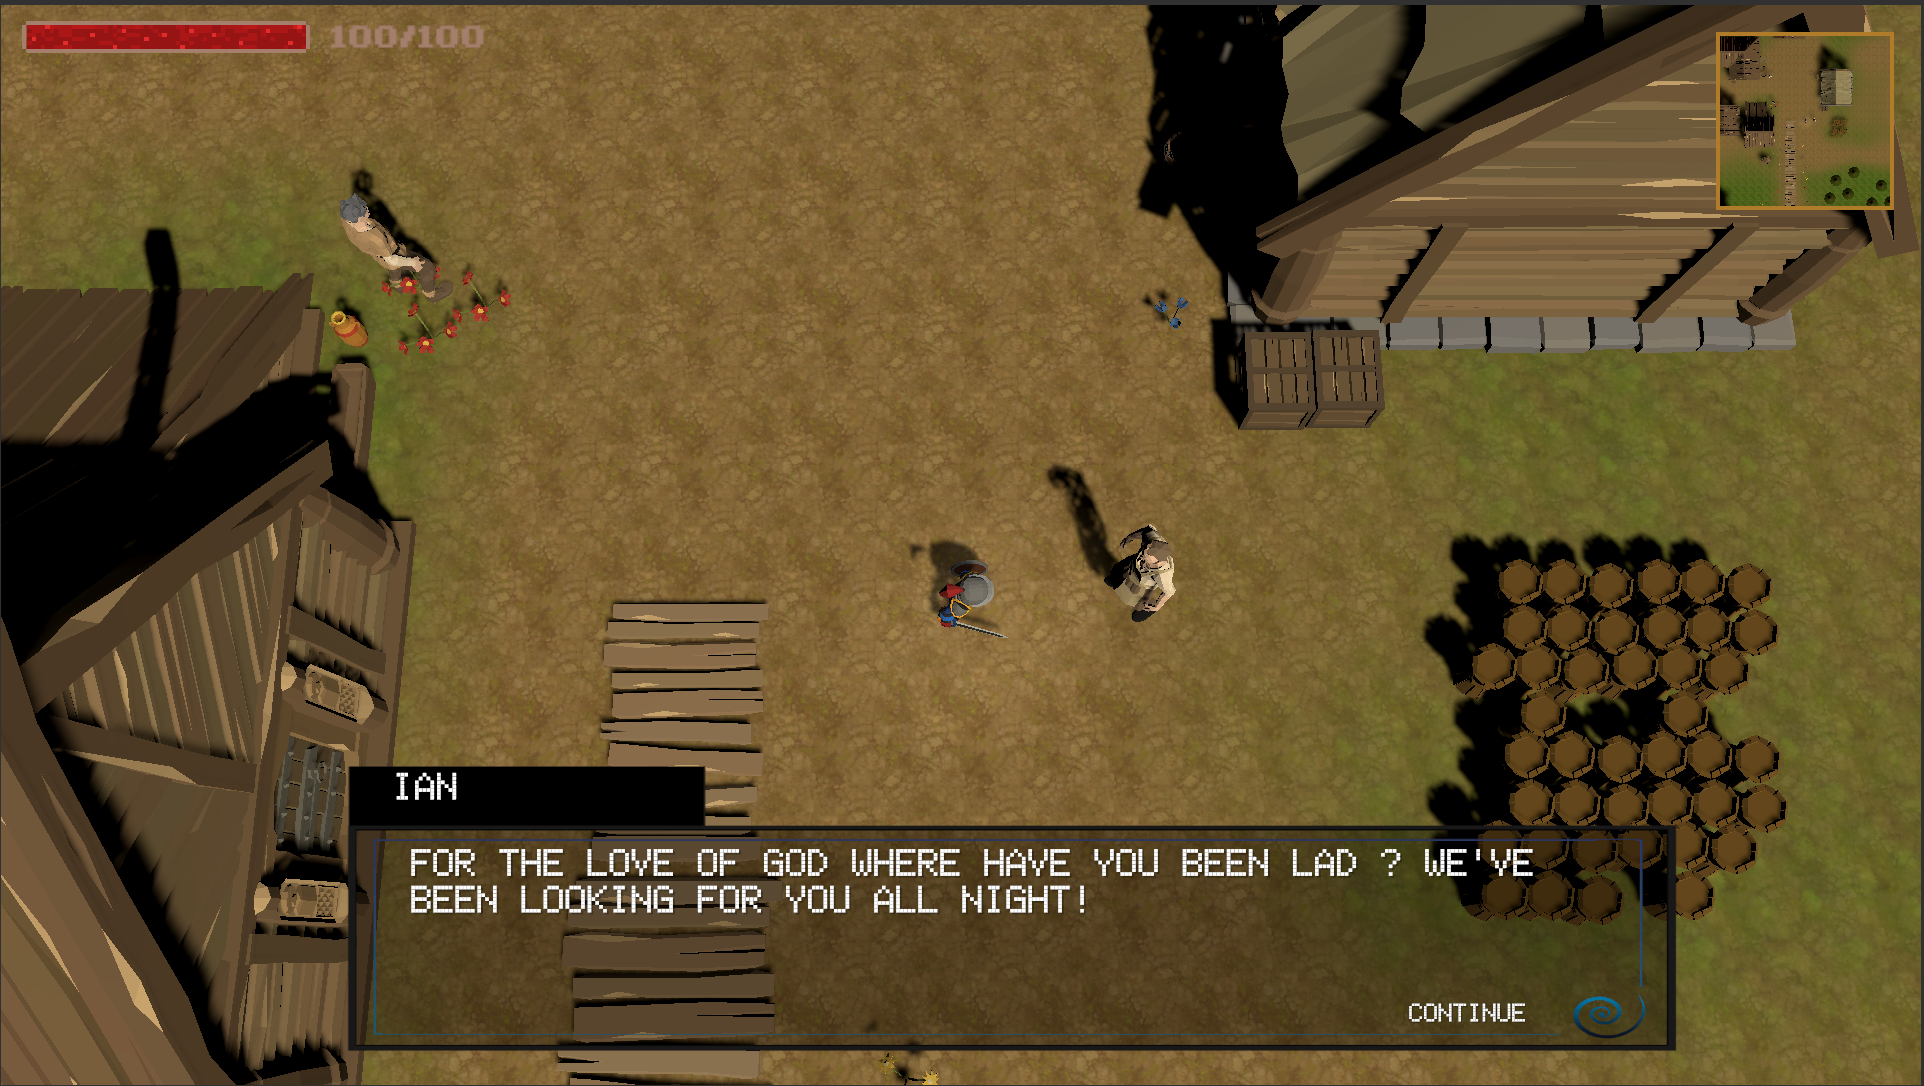 100/100
IAN
FOR THE LOVE OF GOD WHERE HAVE YOU BEEN LAD ? WE'VE
BEEN LOOKING FOR YOU ALL NIGHT!
CONTINUE